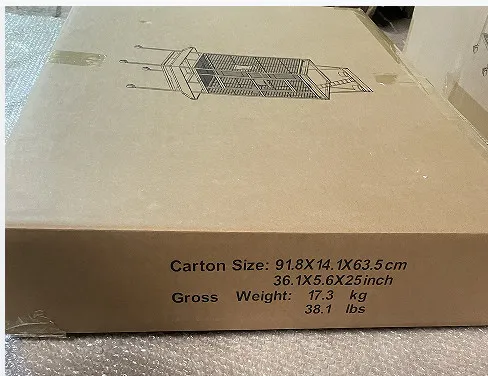 Carton Size: 91.8X14.1X63.5cm
36.1X5.6X25inch
Gross Weight: 17.3 kg
38.1 lbs